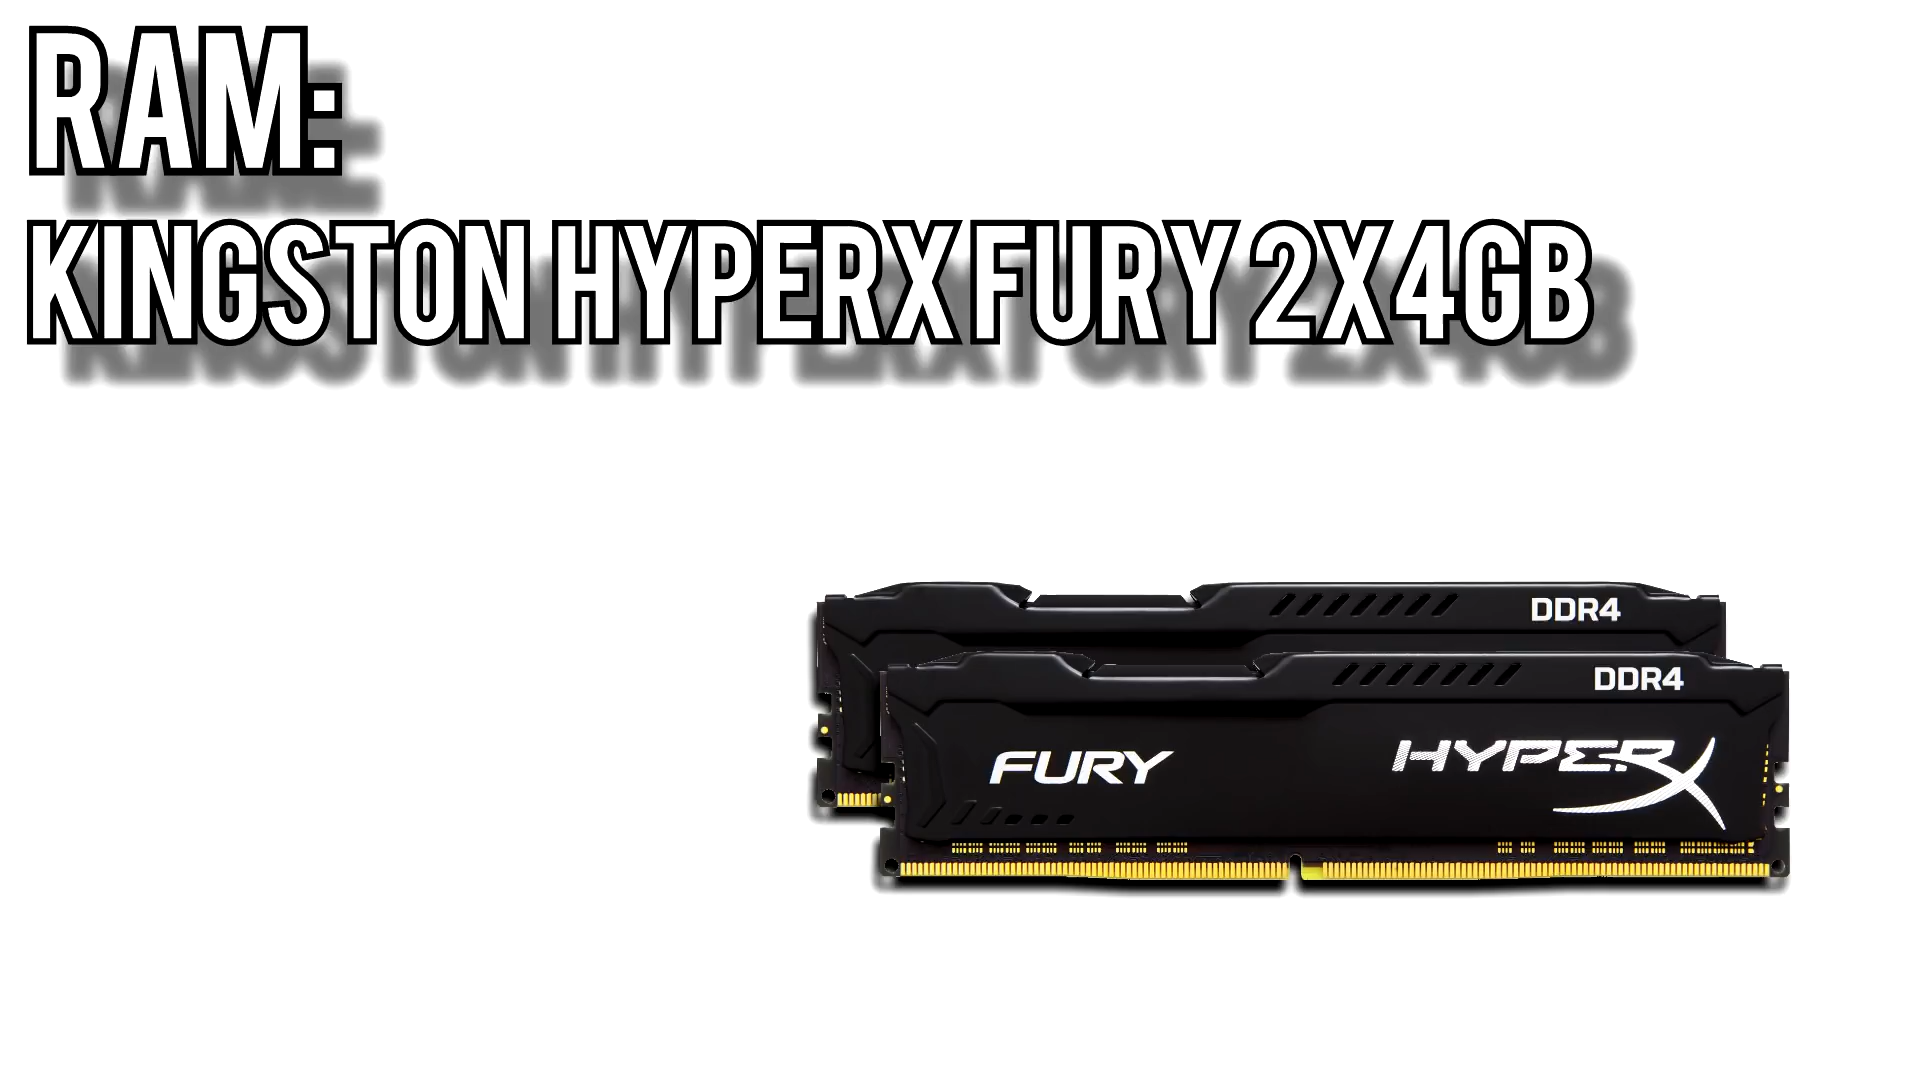 RAM:
KINGSTON HYPERX FURY 2X4GB
DDR4
DDR4
FURY HYPERX